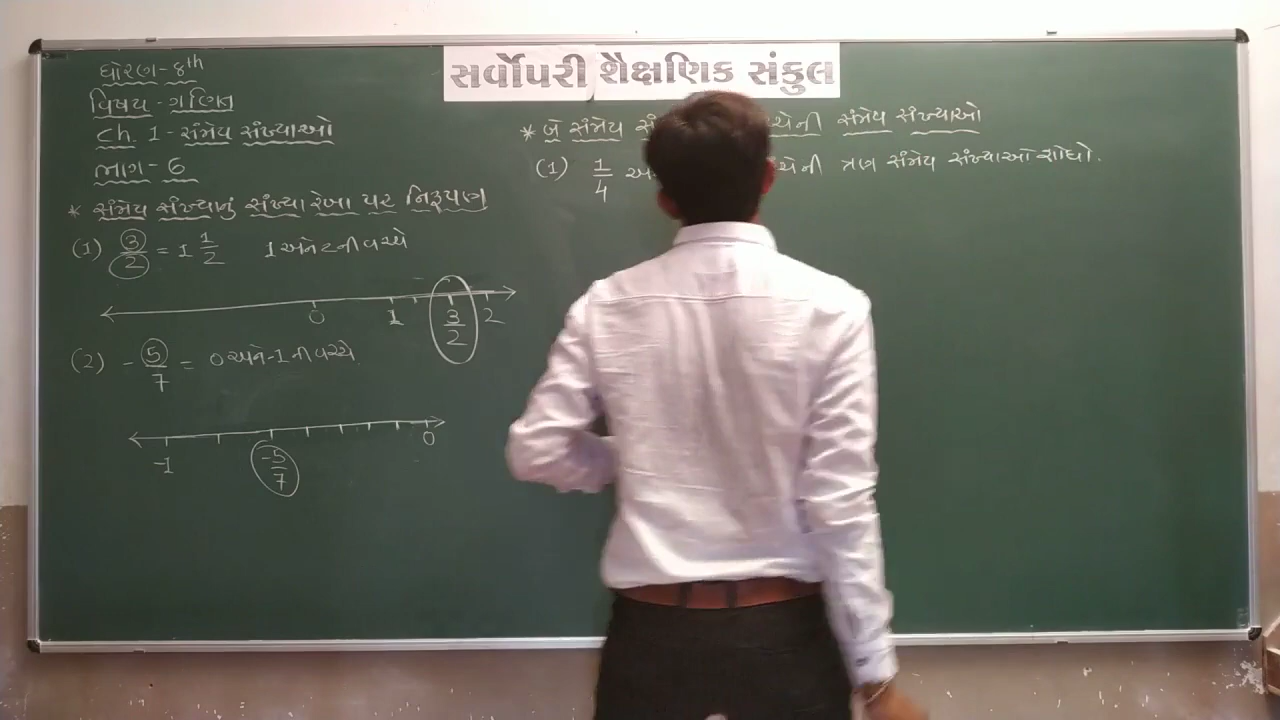 સર્વોપરી શૈક્ષણિક સંકુલ
ધોરણ - ૪th
વિષય - ગણિત
Ch. 1 - સંમેય સંખ્યાઓ
ભાગ - 6
* સંમેય સંખ્યાનું સંખ્યા રેખા પર નિરૂપણ
(1) 3/2 = 1 1/2 1 અને 2 ની વચ્ચે
0 1 3/2 2
(2) - 5/7 = 0 અને -1 ની વચ્ચે
-1 -5/7 0
* બે સંમેય સં ચેની સંમેય સંખ્યાઓ
(1) 1/4 અ ચેની ત્રણ સંમેય સંખ્યાઓ શોધો.